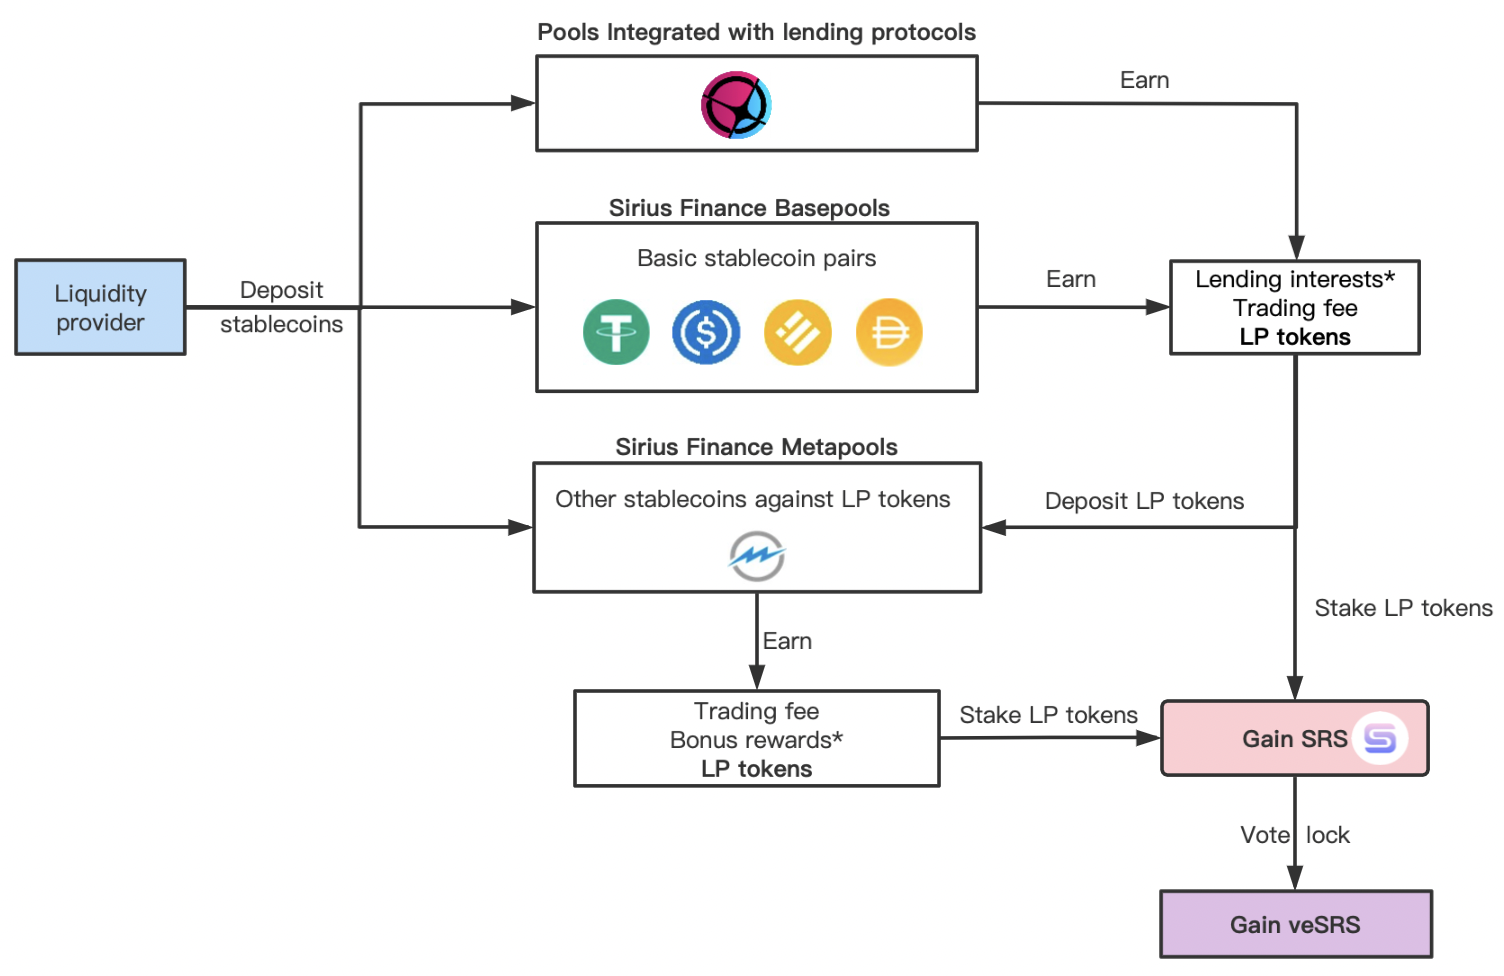 Pools Integrated with lending protocols
Earn
Sirius Finance Basepools
Basic stablecoin pairs
Liquidity
provider
Deposit
stablecoins
Earn
Lending interests*
Trading fee
LP tokens
Sirius Finance Metapools
Other stablecoins against LP tokens
Deposit LP tokens
Earn
Stake LP tokens
Trading fee
Bonus rewards*
LP tokens
Stake LP tokens
Gain SRS
Vote lock
Gain veSRS